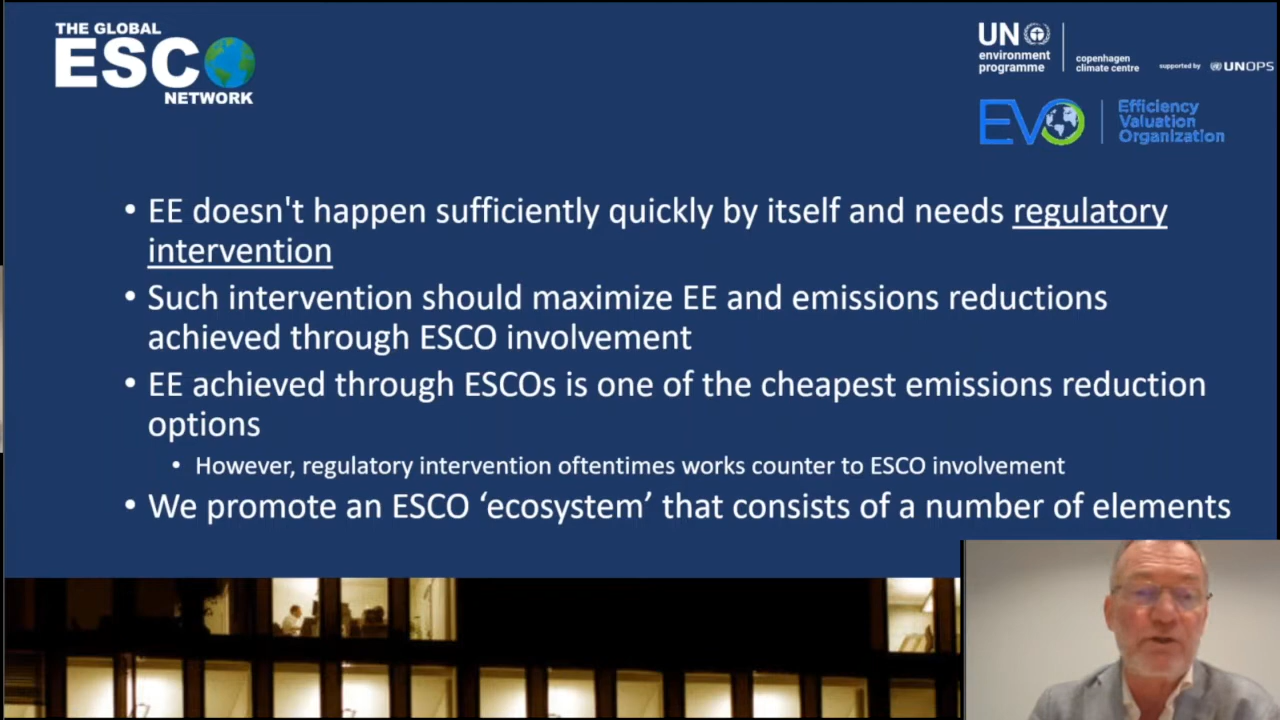 THE GLOBAL
ESCO
NETWORK
UN
environment
programme
copenhagen
climate centre
supported by
UNOPS
EVO
Efficiency
Valuation
Organization
• EE doesn't happen sufficiently quickly by itself and needs regulatory
intervention
• Such intervention should maximize EE and emissions reductions
achieved through ESCO involvement
• EE achieved through ESCOs is one of the cheapest emissions reduction
options
• However, regulatory intervention oftentimes works counter to ESCO involvement
• We promote an ESCO ‘ecosystem’ that consists of a number of elements